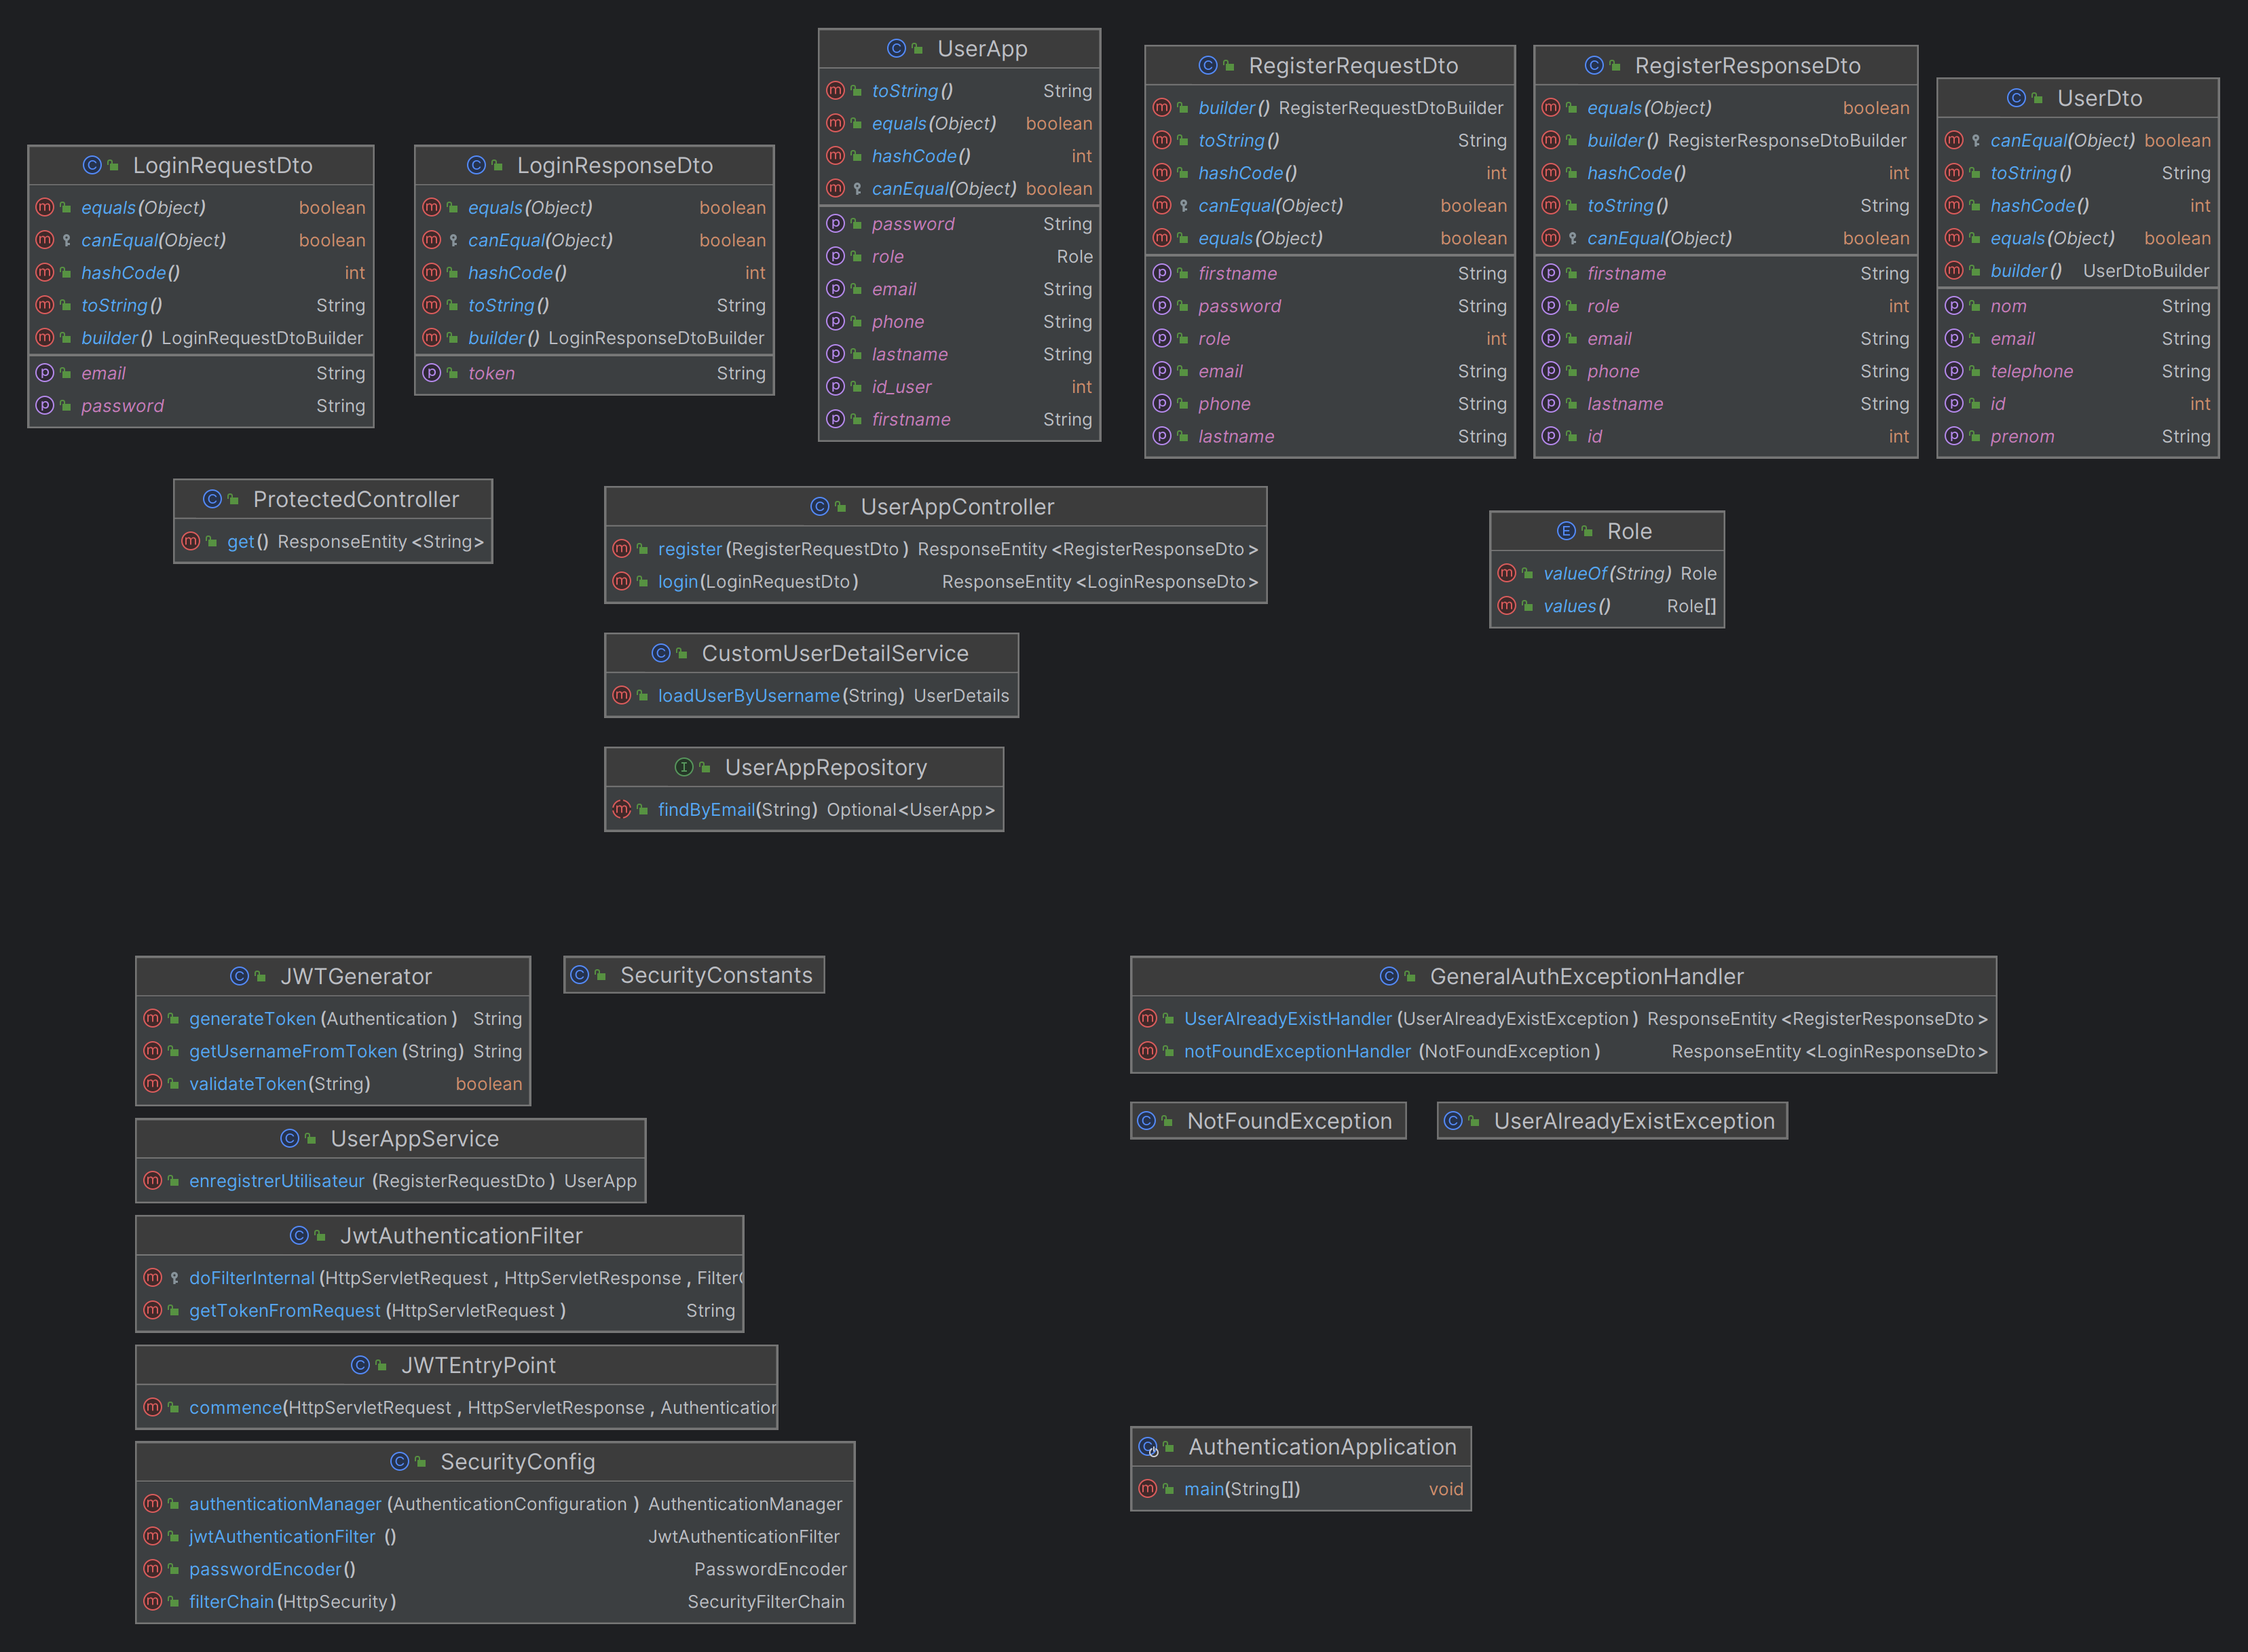 UserApp
toString() String
equals(Object) boolean
hashCode() int
canEqual(Object) boolean
password String
role Role
email String
phone String
lastname String
id_user int
firstname String
RegisterRequestDto
builder() RegisterRequestDtoBuilder
toString() String
hashCode() int
canEqual(Object) boolean
equals(Object) boolean
firstname String
password String
role int
email String
phone String
lastname String
RegisterResponseDto
equals(Object) boolean
builder() RegisterResponseDtoBuilder
hashCode() int
toString() String
canEqual(Object) boolean
firstname String
role int
email String
phone String
lastname String
id int
UserDto
canEqual(Object) boolean
toString() String
hashCode() int
equals(Object) boolean
builder() UserDtoBuilder
nom String
email String
telephone String
id int
prenom String
LoginRequestDto
equals(Object) boolean
canEqual(Object) boolean
hashCode() int
toString() String
builder() LoginRequestDtoBuilder
email String
password String
LoginResponseDto
equals(Object) boolean
canEqual(Object) boolean
hashCode() int
toString() String
builder() LoginResponseDtoBuilder
token String
ProtectedController
get() ResponseEntity<String>
UserAppController
register(RegisterRequestDto) ResponseEntity<RegisterResponseDto>
login(LoginRequestDto) ResponseEntity<LoginResponseDto>
Role
valueOf(String) Role
values() Role[]
CustomUserDetailService
loadUserByUsername(String) UserDetails
UserAppRepository
findByEmail(String) Optional<UserApp>
JWTGenerator
generateToken(Authentication) String
getUsernameFromToken(String) String
validateToken(String) boolean
SecurityConstants
GeneralAuthExceptionHandler
UserAlreadyExistHandler(UserAlreadyExistException) ResponseEntity<RegisterResponseDto>
notFoundExceptionHandler(NotFoundException) ResponseEntity<LoginResponseDto>
NotFoundException
UserAlreadyExistException
UserAppService
enregistrerUtilisateur(RegisterRequestDto) UserApp
JwtAuthenticationFilter
doFilterInternal(HttpServletRequest, HttpServletResponse, Filter
getTokenFromRequest(HttpServletRequest) String
JWTEntryPoint
commence(HttpServletRequest, HttpServletResponse, Authentication
SecurityConfig
authenticationManager(AuthenticationConfiguration) AuthenticationManager
jwtAuthenticationFilter() JwtAuthenticationFilter
passwordEncoder() PasswordEncoder
filterChain(HttpSecurity) SecurityFilterChain
AuthenticationApplication
main(String[]) void